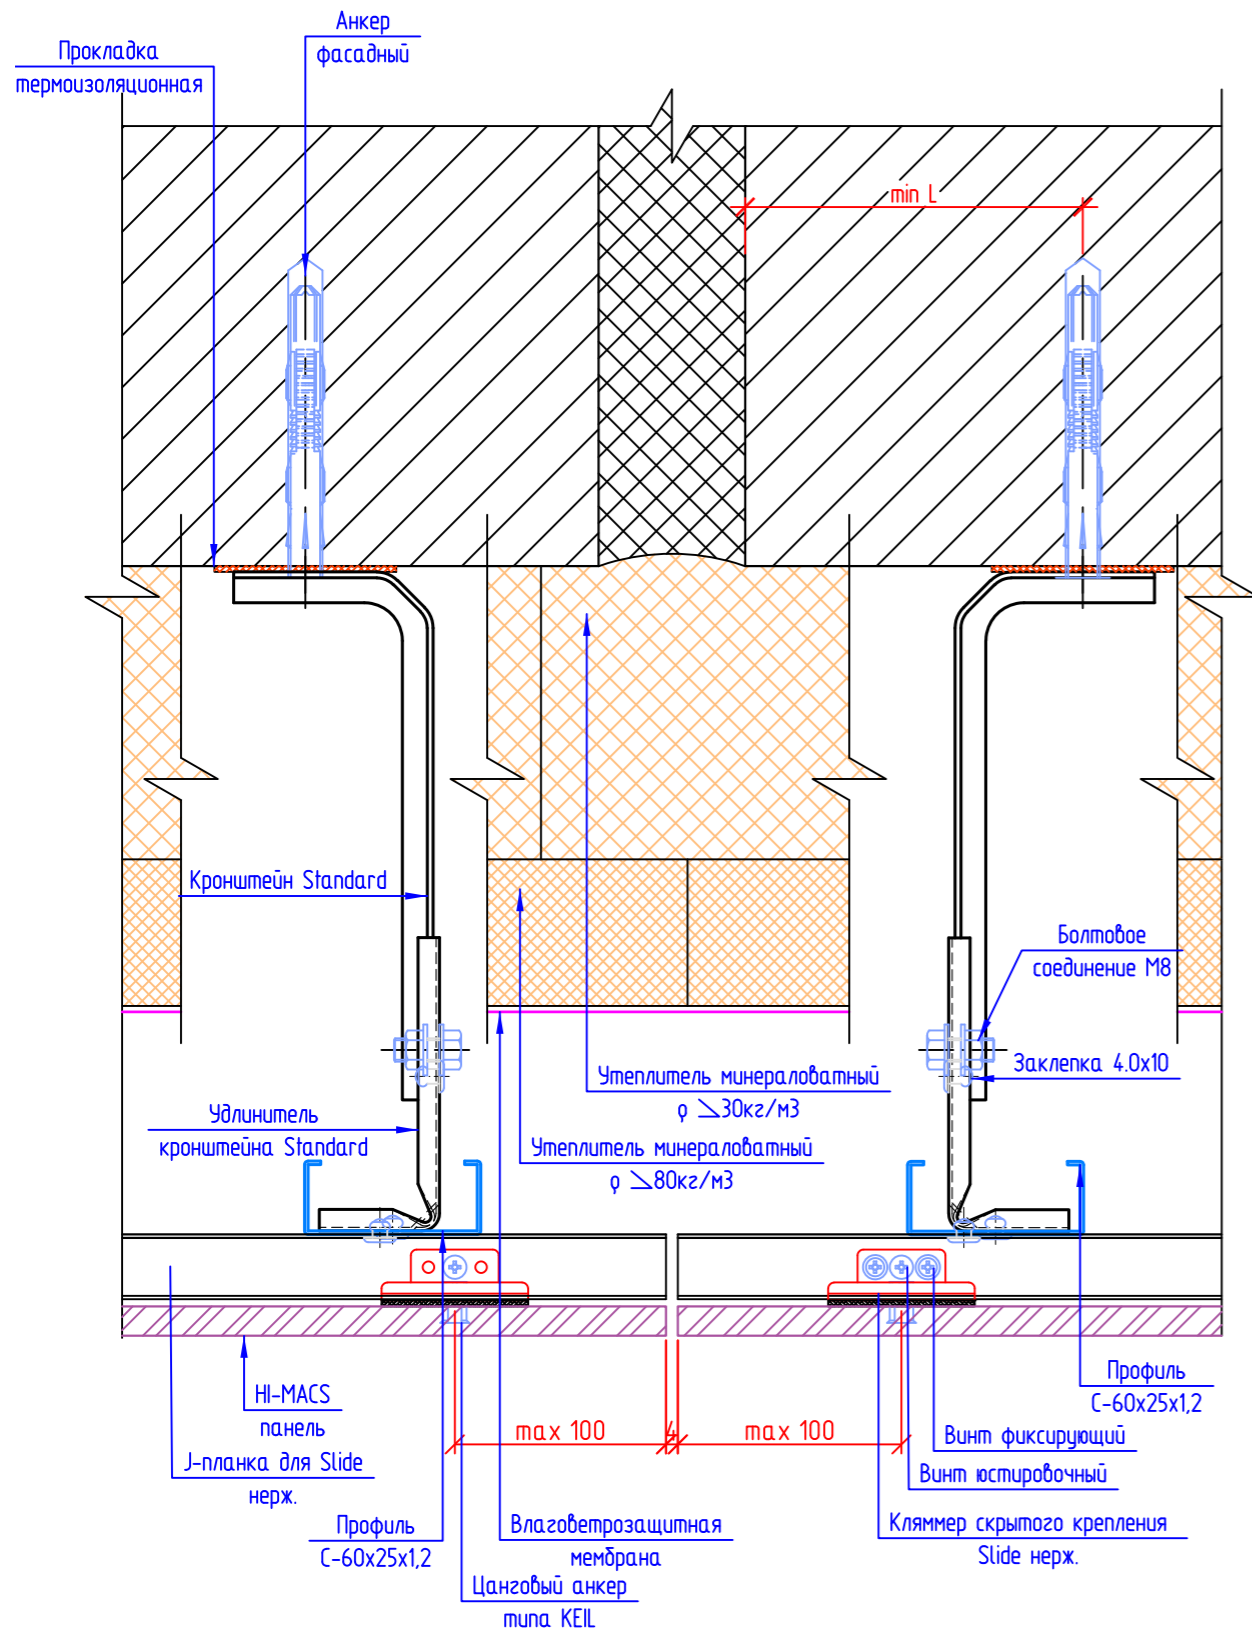 Анкер
фасадный
Прокладка
термоизоляционная
min L
Кронштейн Standard
Болтовое
соединение М8
Заклепка 4.0х10
Утеплитель минераловатный
ρ ⩾30кг/м3
Удлинитель
кронштейна Standard
Утеплитель минераловатный
ρ ⩾80кг/м3
HI-MACS
панель
max 100
4
max 100
Профиль
С-60х25х1,2
Винт фиксирующий
J-планка для Slide
нерж.
Винт юстировочный
Профиль
С-60х25х1,2
Влаговетрозащитная
мембрана
Кляммер скрытого крепления
Slide нерж.
Цанговый анкер
типа KEIL